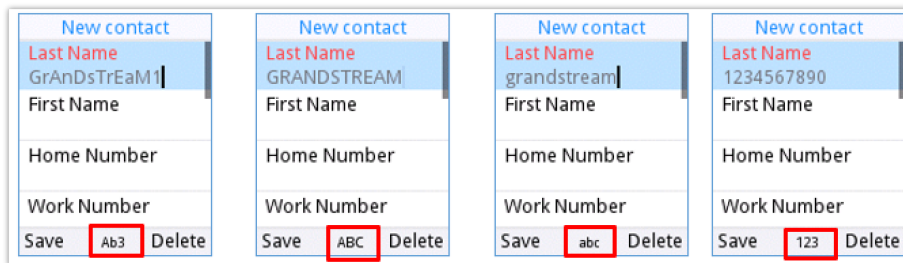 New contact
Last Name
GrAnDsTrEaM1
First Name
Home Number
Work Number
Save Ab3 Delete
New contact
Last Name
GRANDSTREAM
First Name
Home Number
Work Number
Save ABC Delete
New contact
Last Name
grandstream
First Name
Home Number
Work Number
Save abc Delete
New contact
Last Name
1234567890
First Name
Home Number
Work Number
Save 123 Delete